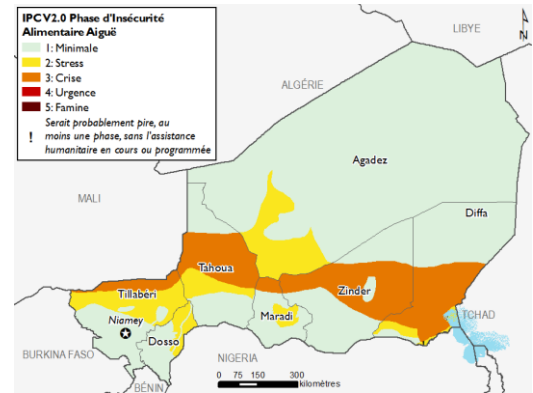 IPC V2.0 Phase d'Insécurité
Alimentaire Aiguë
1: Minimale
2: Stress
3: Crise
4: Urgence
5: Famine
! Serait probablement pire, au
moins une phase, sans l'assistance
humanitaire en cours ou programmée
LIBYE
N
ALGÉRIE
Agadez
MALI
Diffa
Tahoua
Tillabéri
Zinder
Niamey
Maradi
TCHAD
Dosso
BURKINA FASO
NIGERIA
BÉNIN
0 75 150 300
kilomètres